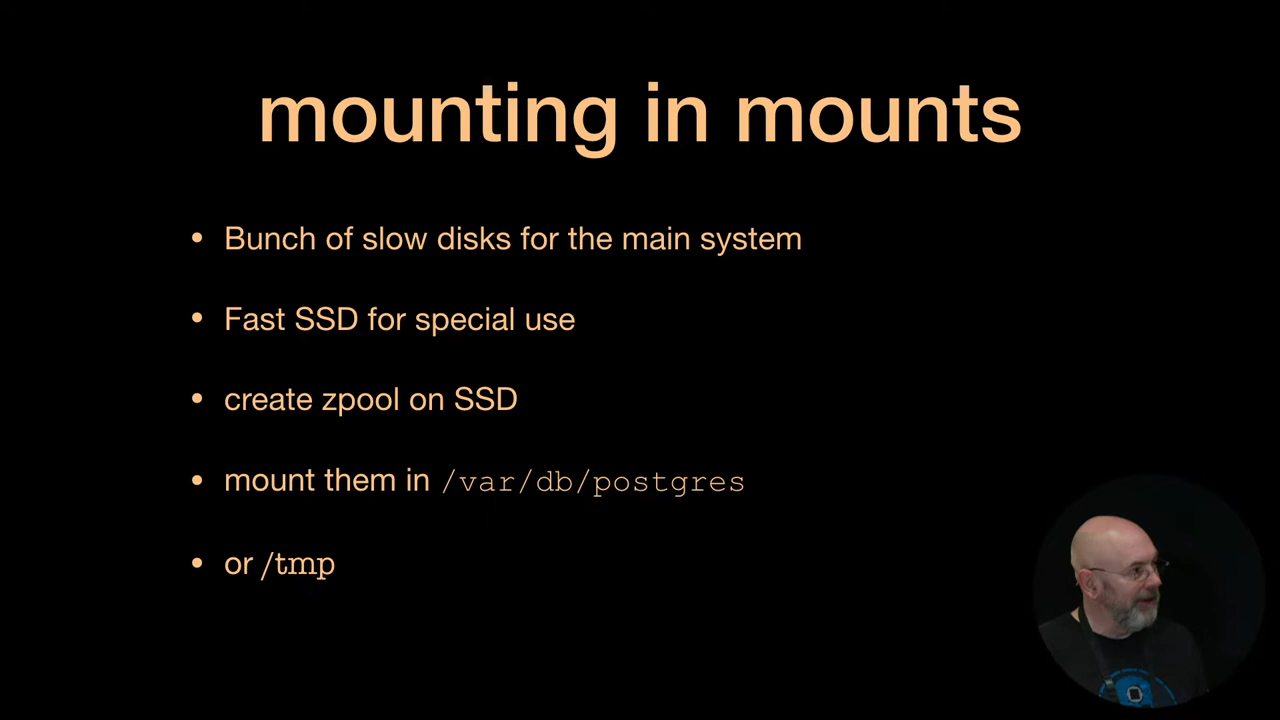 mounting in mounts
• Bunch of slow disks for the main system
• Fast SSD for special use
• create zpool on SSD
• mount them in /var/db/postgres
• or /tmp